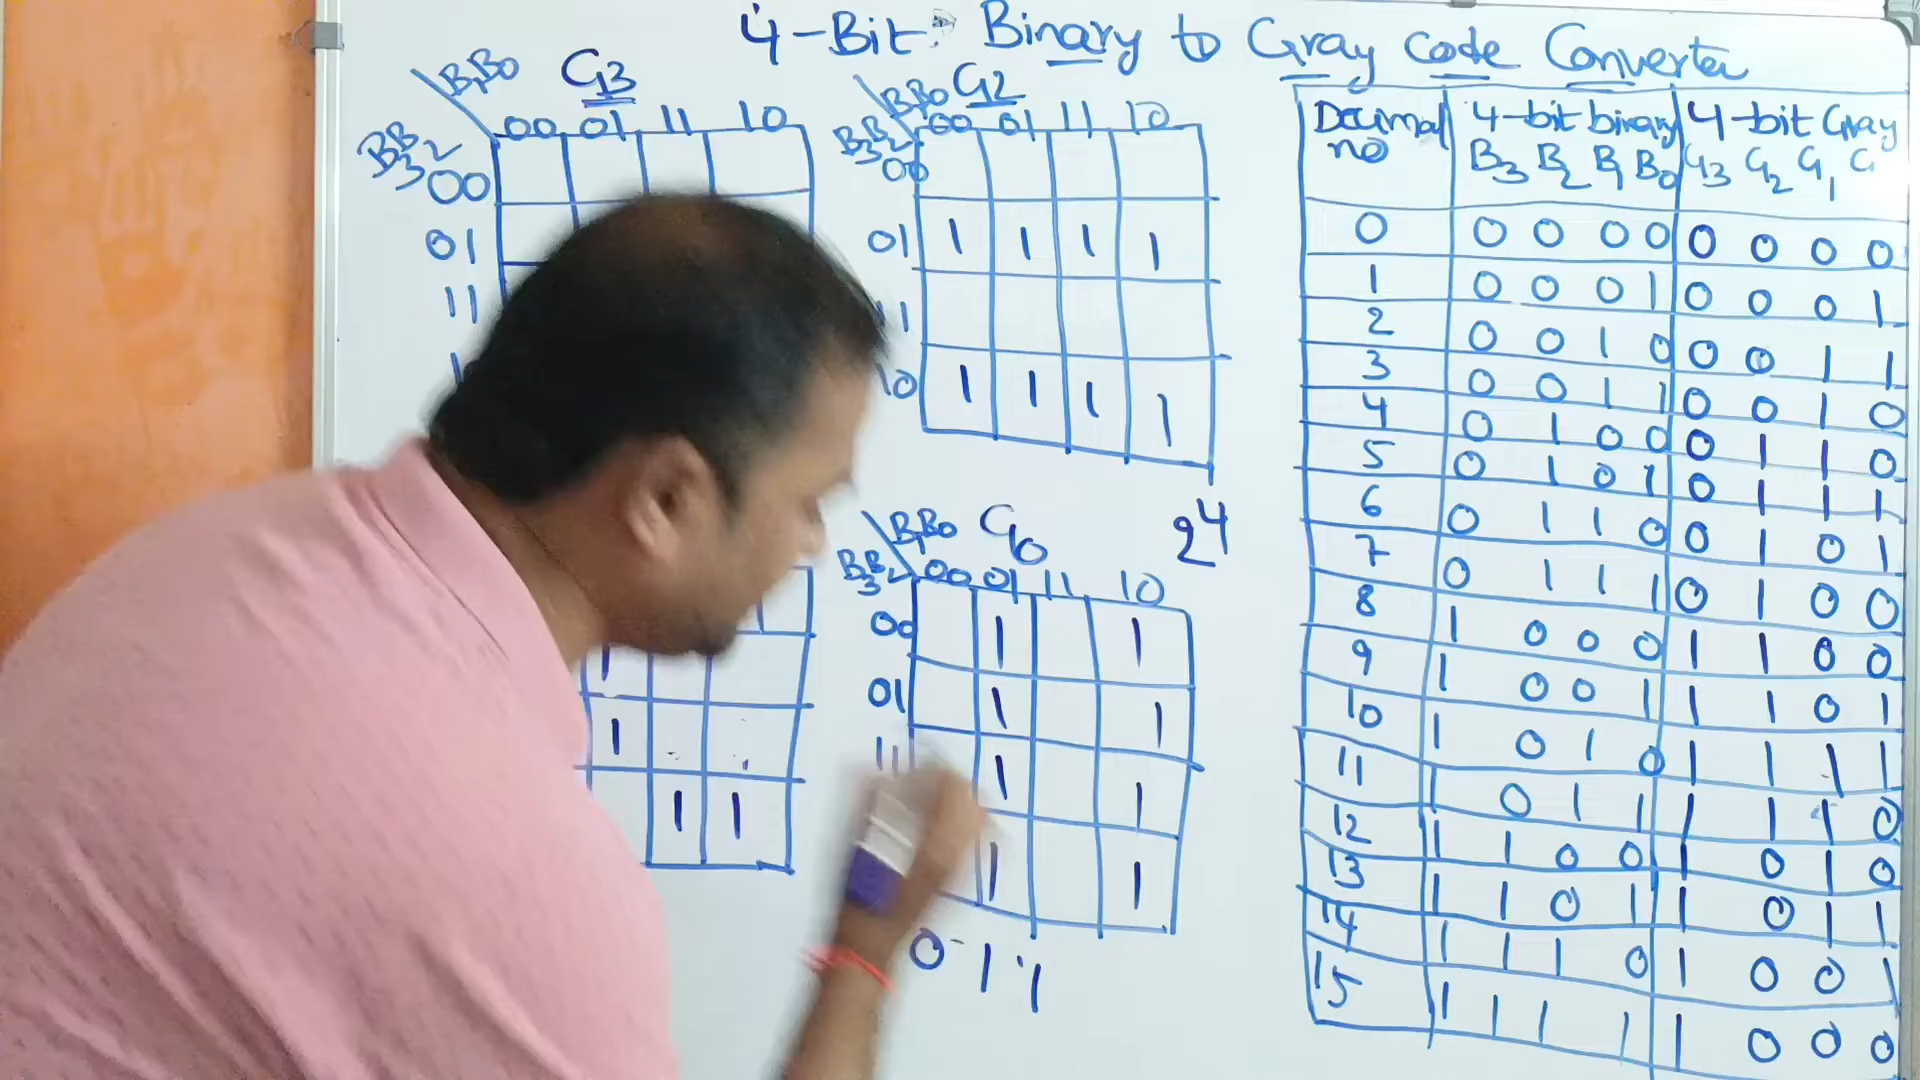 4-Bit Binary to Gray code Converter
B1B0 G3
B3B2 00 01 11 10
00
01
11
B1B0 G2
B3B2 00 01 11 10
00
01 1 1 1 1
11
10 1 1 1 1
1
1
1 1
B1B0 G0 2^4
B3B2 00 01 11 10
00 1 1
01 1 1
11 1 1
1 1
0 1 1
Decimal no 4-bit binary 4-bit Gray
B3 B2 B1 B0 G3 G2 G1 G
0 0 0 0 0 0 0 0 0
1 0 0 0 1 0 0 0 1
2 0 0 1 0 0 0 1 1
3 0 0 1 1 0 0 1 0
4 0 1 0 0 0 1 1 0
5 0 1 0 1 0 1 1 1
6 0 1 1 0 0 1 0 1
7 0 1 1 1 0 1 0 0
8 1 0 0 0 1 1 0 0
9 1 0 0 1 1 1 0 1
10 1 0 1 0 1 1 1 1
11 1 0 1 1 1 1 1 0
12 1 1 0 0 1 0 1 0
13 1 1 0 1 1 0 1 1
14 1 1 1 0 1 0 0 1
15 1 1 1 1 1 0 0 0